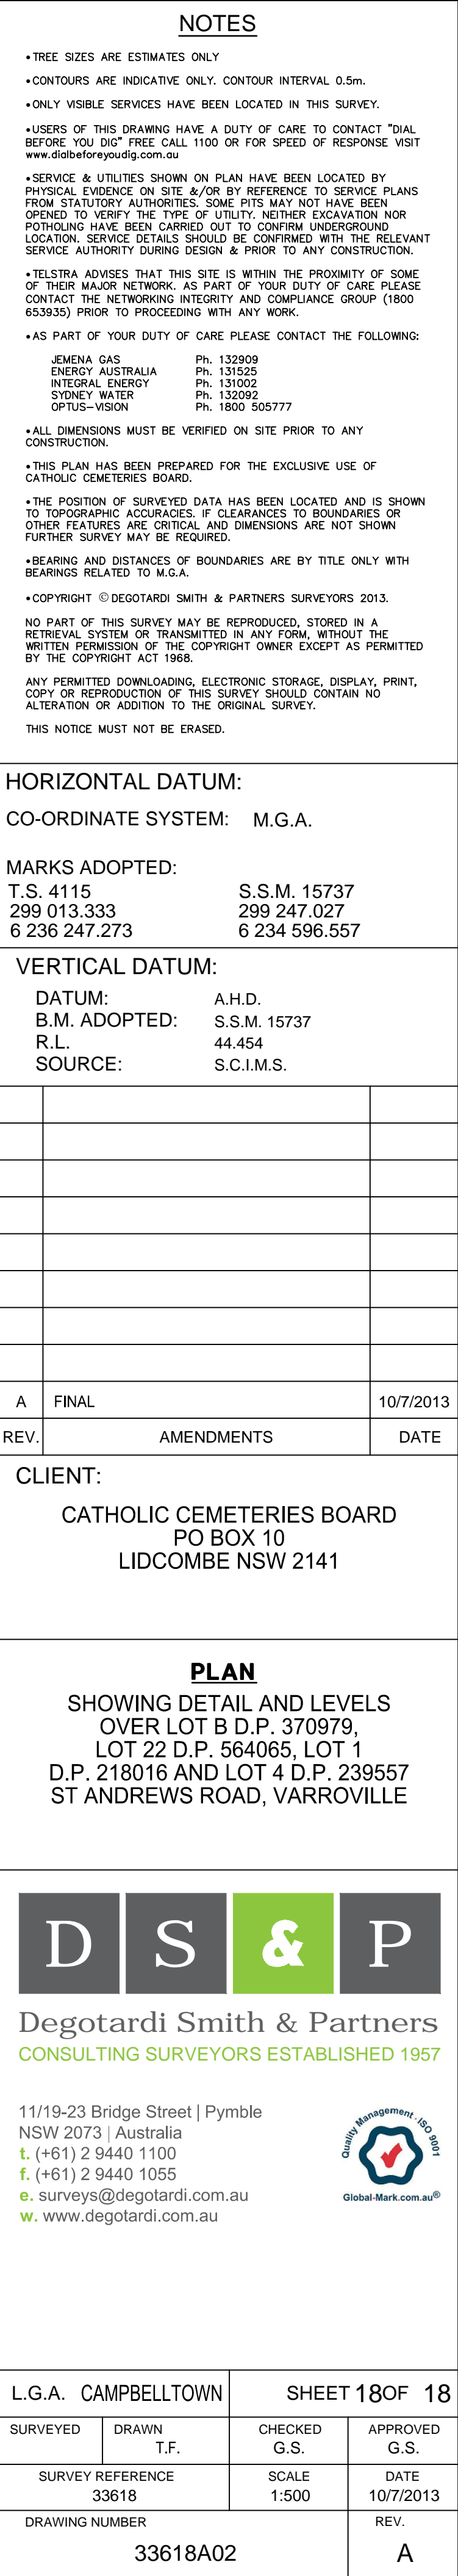 NOTES
•TREE SIZES ARE ESTIMATES ONLY
•CONTOURS ARE INDICATIVE ONLY. CONTOUR INTERVAL 0.5m.
•ONLY VISIBLE SERVICES HAVE BEEN LOCATED IN THIS SURVEY.
•USERS OF THIS DRAWING HAVE A DUTY OF CARE TO CONTACT "DIAL
BEFORE YOU DIG" FREE CALL 1100 OR FOR SPEED OF RESPONSE VISIT
www.dialbeforeyoudig.com.au
•SERVICE & UTILITIES SHOWN ON PLAN HAVE BEEN LOCATED BY
PHYSICAL EVIDENCE ON SITE &/OR BY REFERENCE TO SERVICE PLANS
FROM STATUTORY AUTHORITIES. SOME PITS MAY NOT HAVE BEEN
OPENED TO VERIFY THE TYPE OF UTILITY. NEITHER EXCAVATION NOR
POTHOLING HAVE BEEN CARRIED OUT TO CONFIRM UNDERGROUND
LOCATION. SERVICE DETAILS SHOULD BE CONFIRMED WITH THE RELEVANT
SERVICE AUTHORITY DURING DESIGN & PRIOR TO ANY CONSTRUCTION.
•TELSTRA ADVISES THAT THIS SITE IS WITHIN THE PROXIMITY OF SOME
OF THEIR MAJOR NETWORK. AS PART OF YOUR DUTY OF CARE PLEASE
CONTACT THE NETWORKING INTEGRITY AND COMPLIANCE GROUP (1800
653935) PRIOR TO PROCEEDING WITH ANY WORK.
•AS PART OF YOUR DUTY OF CARE PLEASE CONTACT THE FOLLOWING:
JEMENA GAS Ph. 132909
ENERGY AUSTRALIA Ph. 131525
INTEGRAL ENERGY Ph. 131002
SYDNEY WATER Ph. 132092
OPTUS–VISION Ph. 1800 505777
•ALL DIMENSIONS MUST BE VERIFIED ON SITE PRIOR TO ANY
CONSTRUCTION.
•THIS PLAN HAS BEEN PREPARED FOR THE EXCLUSIVE USE OF
CATHOLIC CEMETERIES BOARD.
•THE POSITION OF SURVEYED DATA HAS BEEN LOCATED AND IS SHOWN
TO TOPOGRAPHIC ACCURACIES. IF CLEARANCES TO BOUNDARIES OR
OTHER FEATURES ARE CRITICAL AND DIMENSIONS ARE NOT SHOWN
FURTHER SURVEY MAY BE REQUIRED.
•BEARING AND DISTANCES OF BOUNDARIES ARE BY TITLE ONLY WITH
BEARINGS RELATED TO M.G.A.
•COPYRIGHT © DEGOTARDI SMITH & PARTNERS SURVEYORS 2013.
NO PART OF THIS SURVEY MAY BE REPRODUCED, STORED IN A
RETRIEVAL SYSTEM OR TRANSMITTED IN ANY FORM, WITHOUT THE
WRITTEN PERMISSION OF THE COPYRIGHT OWNER EXCEPT AS PERMITTED
BY THE COPYRIGHT ACT 1968.
ANY PERMITTED DOWNLOADING, ELECTRONIC STORAGE, DISPLAY, PRINT,
COPY OR REPRODUCTION OF THIS SURVEY SHOULD CONTAIN NO
ALTERATION OR ADDITION TO THE ORIGINAL SURVEY.
THIS NOTICE MUST NOT BE ERASED.
HORIZONTAL DATUM:
CO-ORDINATE SYSTEM: M.G.A.
MARKS ADOPTED:
T.S. 4115 S.S.M. 15737
299 013.333 299 247.027
6 236 247.273 6 234 596.557
VERTICAL DATUM:
DATUM: A.H.D.
B.M. ADOPTED: S.S.M. 15737
R.L. 44.454
SOURCE: S.C.I.M.S.
A FINAL 10/7/2013
REV. AMENDMENTS DATE
CLIENT:
CATHOLIC CEMETERIES BOARD
PO BOX 10
LIDCOMBE NSW 2141
PLAN
SHOWING DETAIL AND LEVELS
OVER LOT B D.P. 370979,
LOT 22 D.P. 564065, LOT 1
D.P. 218016 AND LOT 4 D.P. 239557
ST ANDREWS ROAD, VARROVILLE
D S & P
Degotardi Smith & Partners
CONSULTING SURVEYORS ESTABLISHED 1957
11/19-23 Bridge Street | Pymble
NSW 2073 | Australia
t. (+61) 2 9440 1100
f. (+61) 2 9440 1055
e. surveys@degotardi.com.au
w. www.degotardi.com.au
Quality Management - ISO 9001
Global-Mark.com.au®
L.G.A. CAMPBELLTOWN SHEET 18 OF 18
SURVEYED DRAWN CHECKED APPROVED
T.F. G.S. G.S.
SURVEY REFERENCE SCALE DATE
33618 1:500 10/7/2013
DRAWING NUMBER REV.
33618A02 A